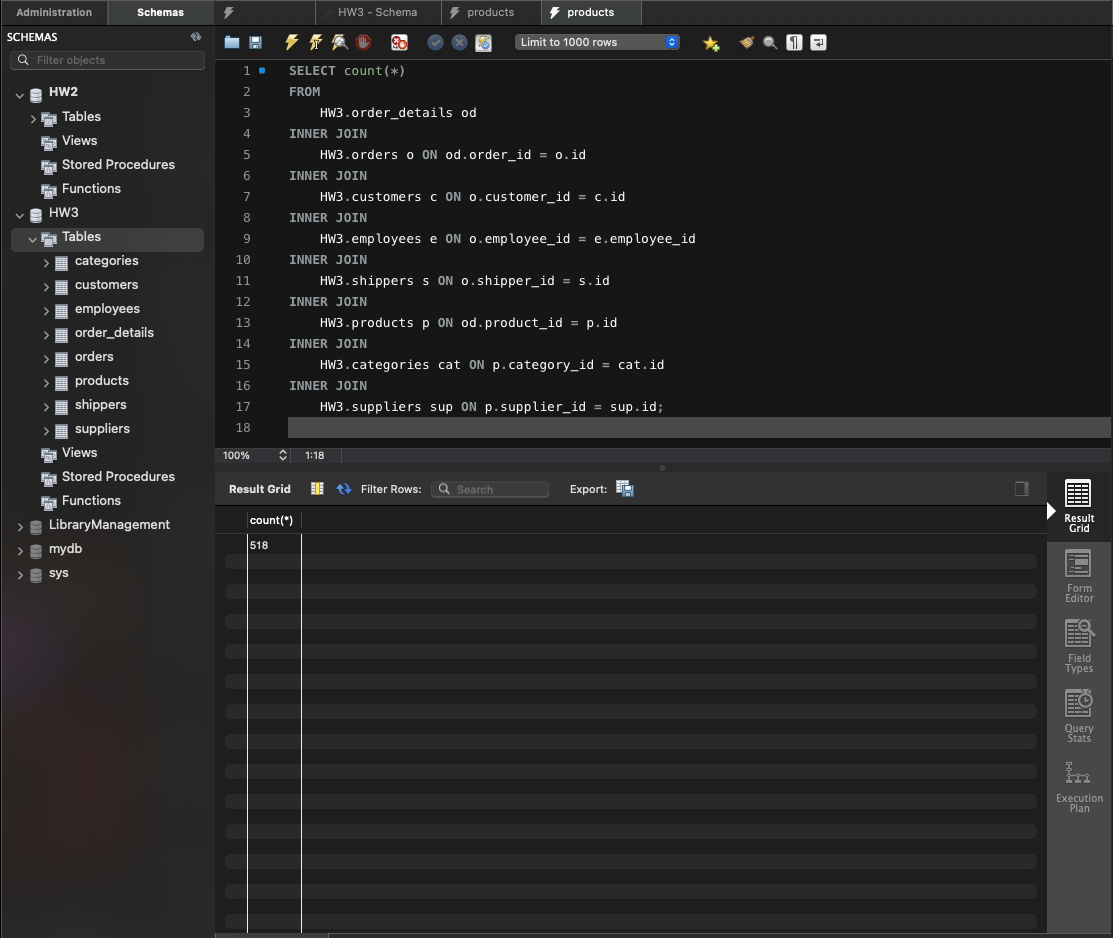 Administration
Schemas
HW3 - Schema
products
products
SCHEMAS
Filter objects
HW2
Tables
Views
Stored Procedures
Functions
HW3
Tables
categories
customers
employees
order_details
orders
products
shippers
suppliers
Views
Stored Procedures
Functions
LibraryManagement
mydb
sys
Limit to 1000 rows
1 SELECT count(*)
2 FROM
3 HW3.order_details od
4 INNER JOIN
5 HW3.orders o ON od.order_id = o.id
6 INNER JOIN
7 HW3.customers c ON o.customer_id = c.id
8 INNER JOIN
9 HW3.employees e ON o.employee_id = e.employee_id
10 INNER JOIN
11 HW3.shippers s ON o.shipper_id = s.id
12 INNER JOIN
13 HW3.products p ON od.product_id = p.id
14 INNER JOIN
15 HW3.categories cat ON p.category_id = cat.id
16 INNER JOIN
17 HW3.suppliers sup ON p.supplier_id = sup.id;
18
100% 1:18
Result Grid Filter Rows: Search Export:
count(*)
518
Result
Grid
Form
Editor
Field
Types
Query
Stats
Execution
Plan